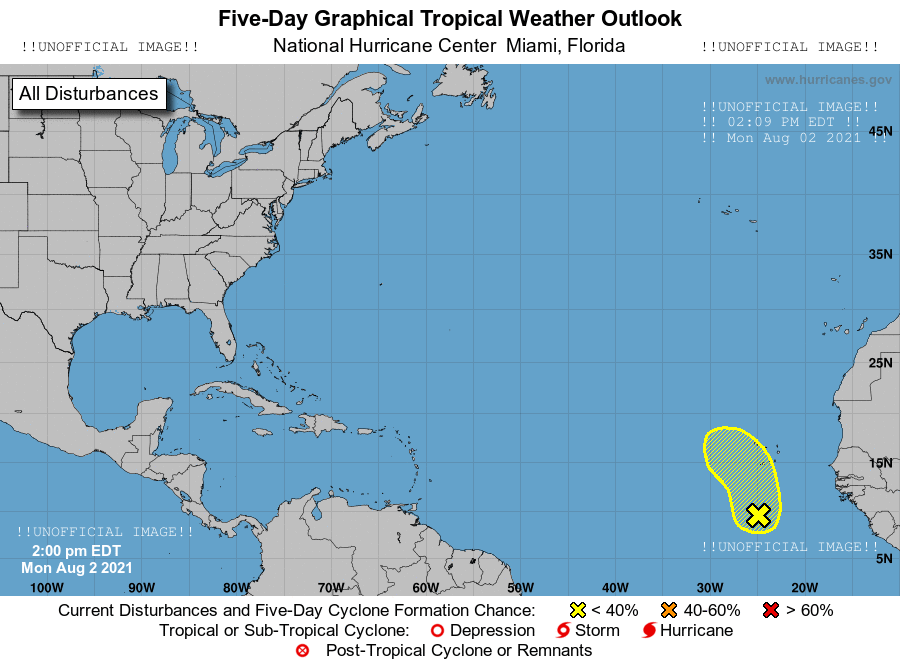 Five-Day Graphical Tropical Weather Outlook
!!UNOFFICIAL IMAGE!! National Hurricane Center Miami, Florida !!UNOFFICIAL IMAGE!!
www.hurricanes.gov
All Disturbances
!!UNOFFICIAL IMAGE!!
!! 02:09 PM EDT !!
!! Mon Aug 02 2021 !!
45N
35N
25N
15N
!!UNOFFICIAL IMAGE!!
!!UNOFFICIAL IMAGE!!
2:00 pm EDT
5N
Mon Aug 2 2021
100W 90W 80W 70W 60W 50W 40W 30W 20W
Current Disturbances and Five-Day Cyclone Formation Chance: < 40% 40-60% > 60%
Tropical or Sub-Tropical Cyclone: Depression Storm Hurricane
Post-Tropical Cyclone or Remnants